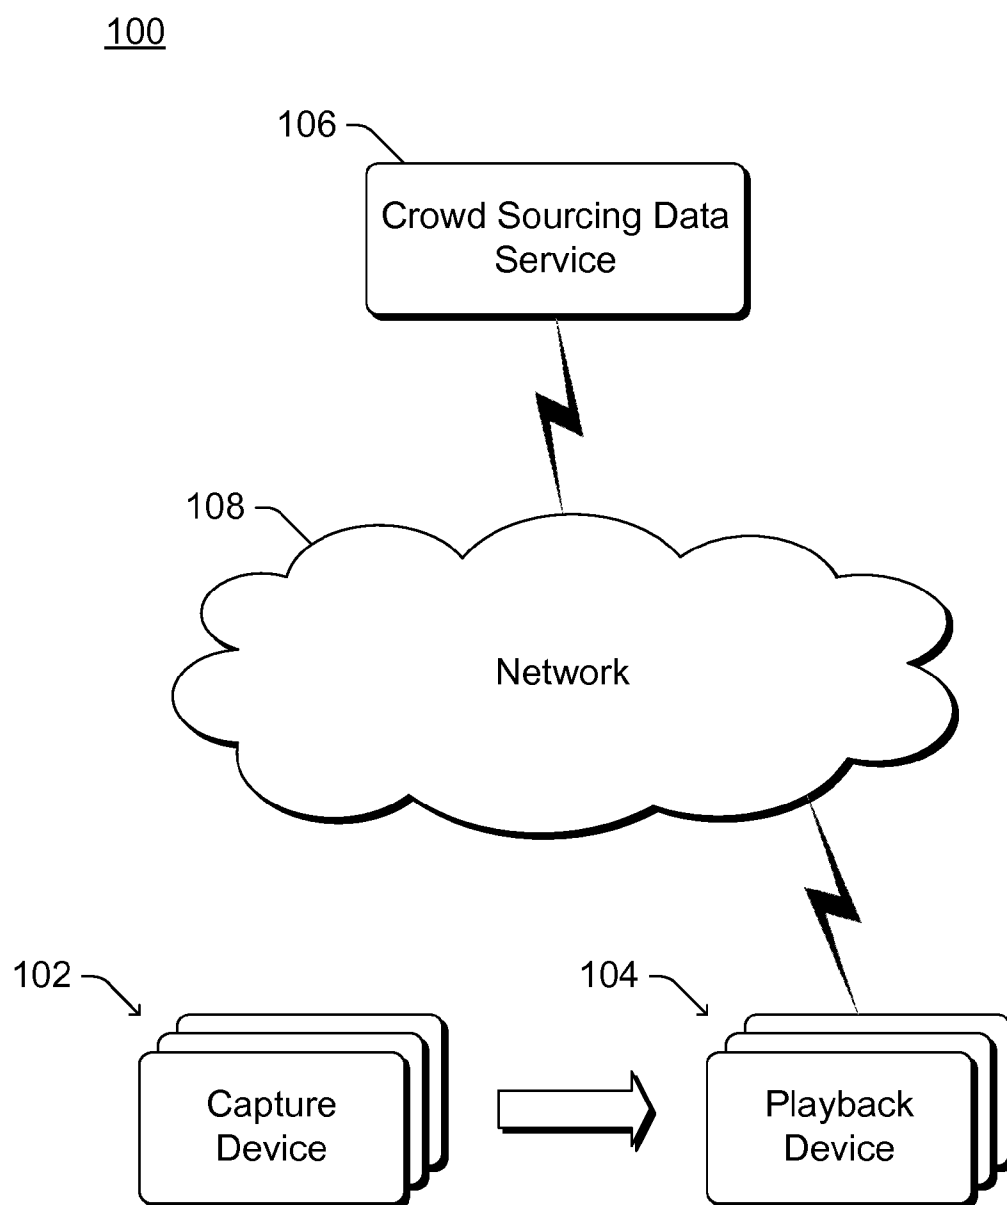 100
106
Crowd Sourcing Data
Service
108
Network
102
104
Capture
Device
Playback
Device